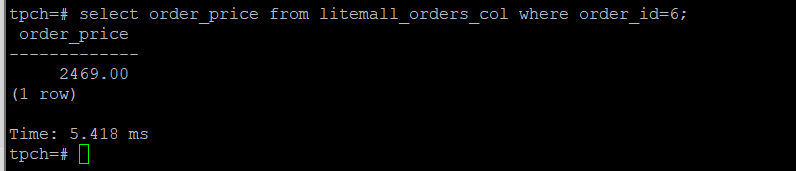 tpch=# select order_price from litemall_orders_col where order_id=6;
 order_price
-------------
     2469.00
(1 row)

Time: 5.418 ms
tpch=#